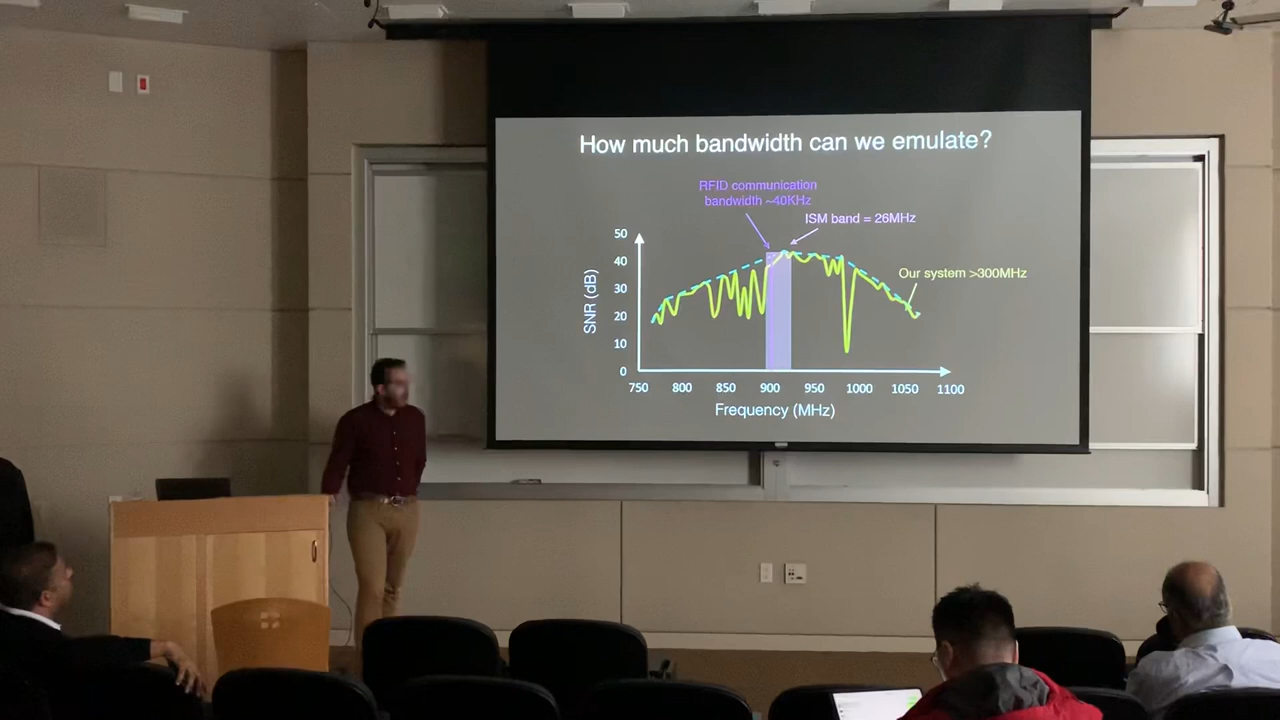 How much bandwidth can we emulate?
RFID communication
bandwidth ~40KHz
ISM band = 26MHz
Our system >300MHz
SNR (dB)
50
40
30
20
10
0
750 800 850 900 950 1000 1050 1100
Frequency (MHz)